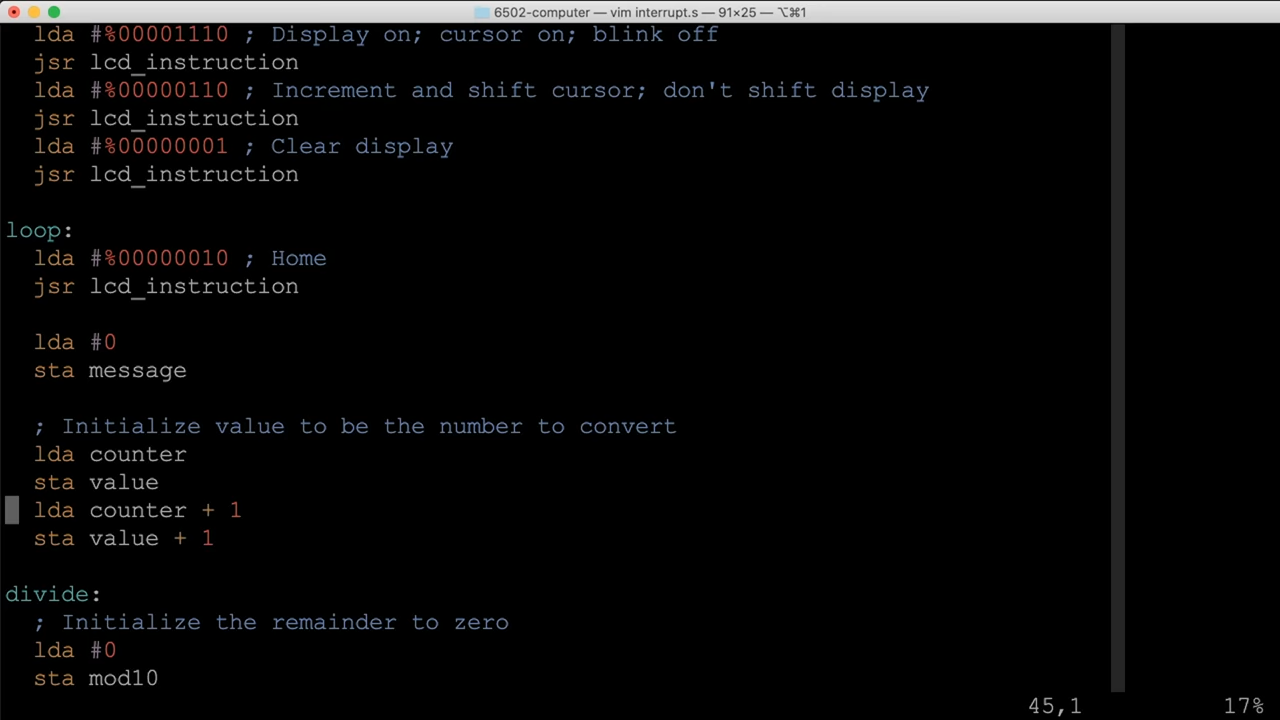 6502-computer — vim interrupt.s — 91×25 — ⌥⌘1
lda #%00001110 ; Display on; cursor on; blink off
jsr lcd_instruction
lda #%00000110 ; Increment and shift cursor; don't shift display
jsr lcd_instruction
lda #%00000001 ; Clear display
jsr lcd_instruction
loop:
lda #%00000010 ; Home
jsr lcd_instruction
lda #0
sta message
; Initialize value to be the number to convert
lda counter
sta value
lda counter + 1
sta value + 1
divide:
; Initialize the remainder to zero
lda #0
sta mod10
45,1 17%